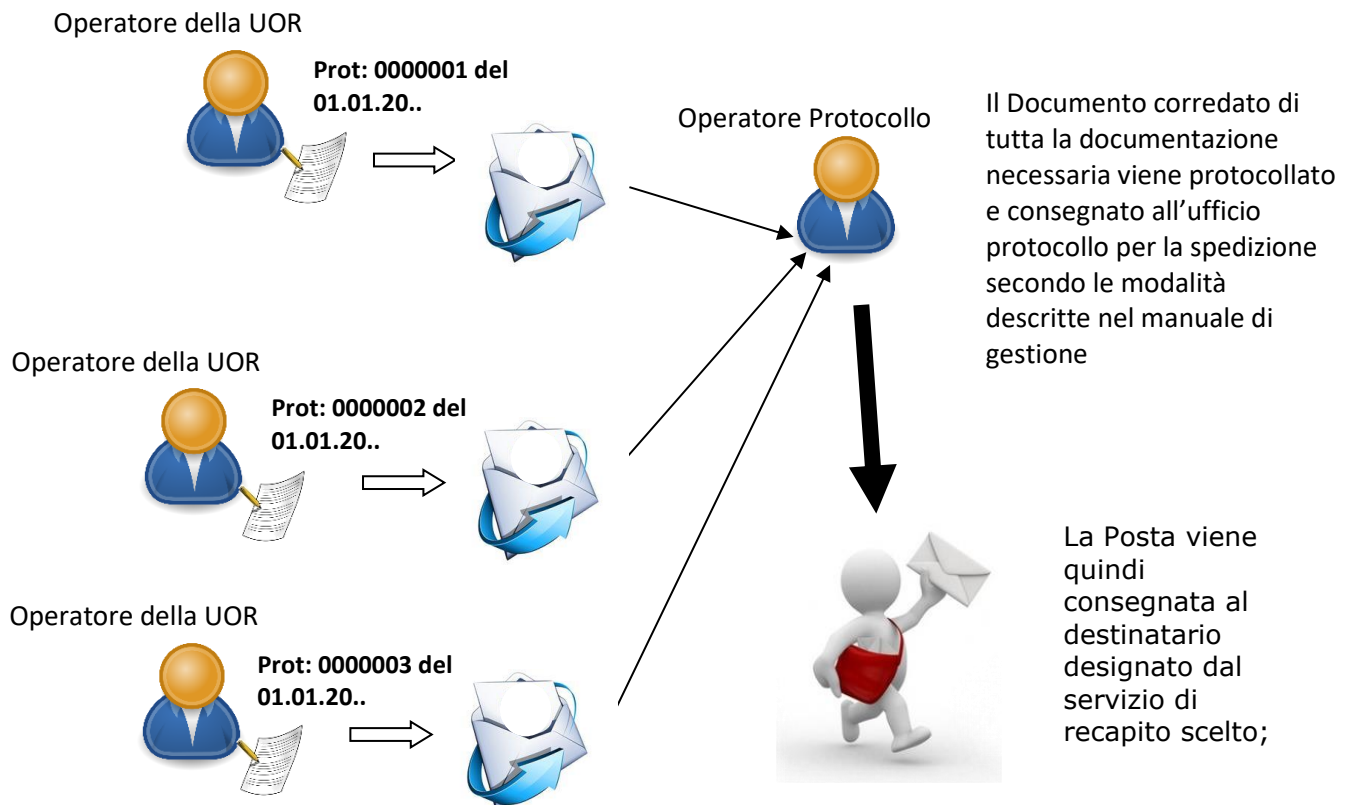 Operatore della UOR
Prot: 0000001 del
01.01.20..
Operatore Protocollo
Il Documento corredato di
tutta la documentazione
necessaria viene protocollato
e consegnato all’ufficio
protocollo per la spedizione
secondo le modalità
descritte nel manuale di
gestione
Operatore della UOR
Prot: 0000002 del
01.01.20..
La Posta viene
quindi
consegnata al
destinatario
designato dal
servizio di
recapito scelto;
Operatore della UOR
Prot: 0000003 del
01.01.20..